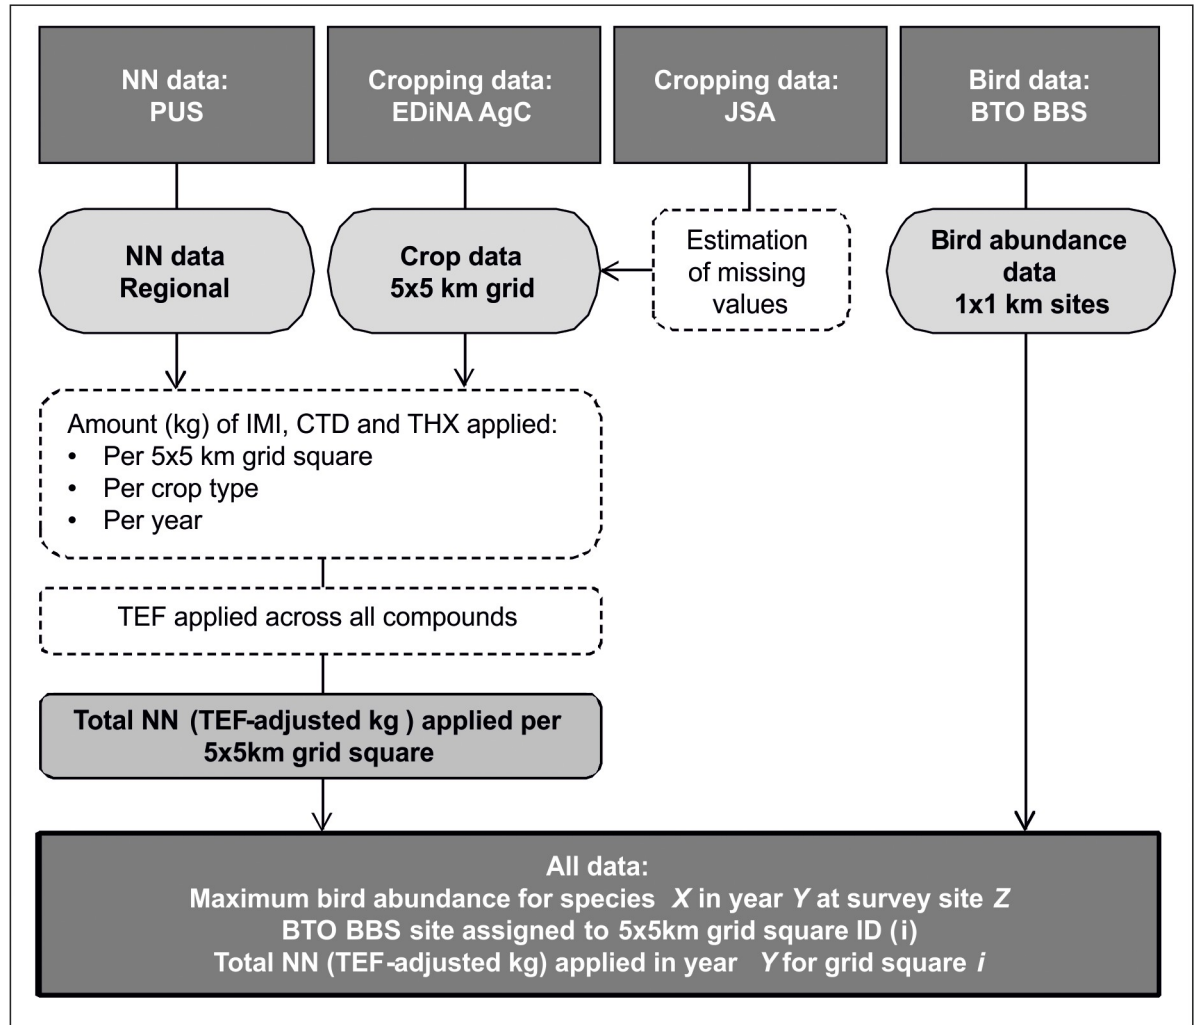 NN data:
PUS
Cropping data:
EDiNA AgC
Cropping data:
JSA
Bird data:
BTO BBS
NN data
Regional
Crop data
5x5 km grid
Estimation
of missing
values
Bird abundance
data
1x1 km sites
Amount (kg) of IMI, CTD and THX applied:
• Per 5x5 km grid square
• Per crop type
• Per year
TEF applied across all compounds
Total NN (TEF-adjusted kg ) applied per
5x5km grid square
All data:
Maximum bird abundance for species X in year Y at survey site Z
BTO BBS site assigned to 5x5km grid square ID (i)
Total NN (TEF-adjusted kg) applied in year Y for grid square i